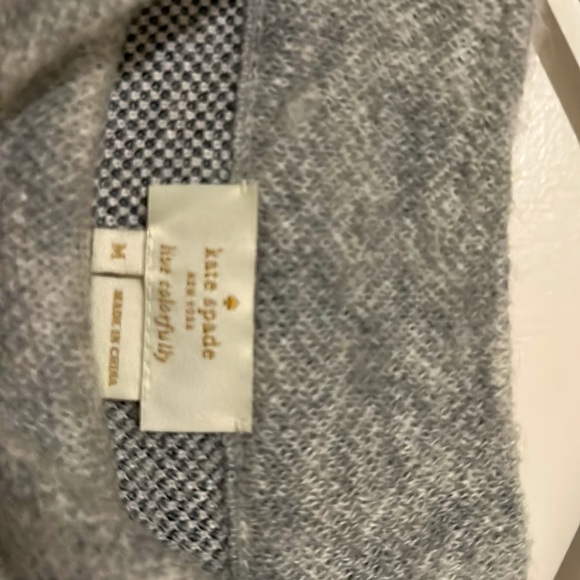 kate spade
NEW YORK
live colorfully
M
MADE IN CHINA